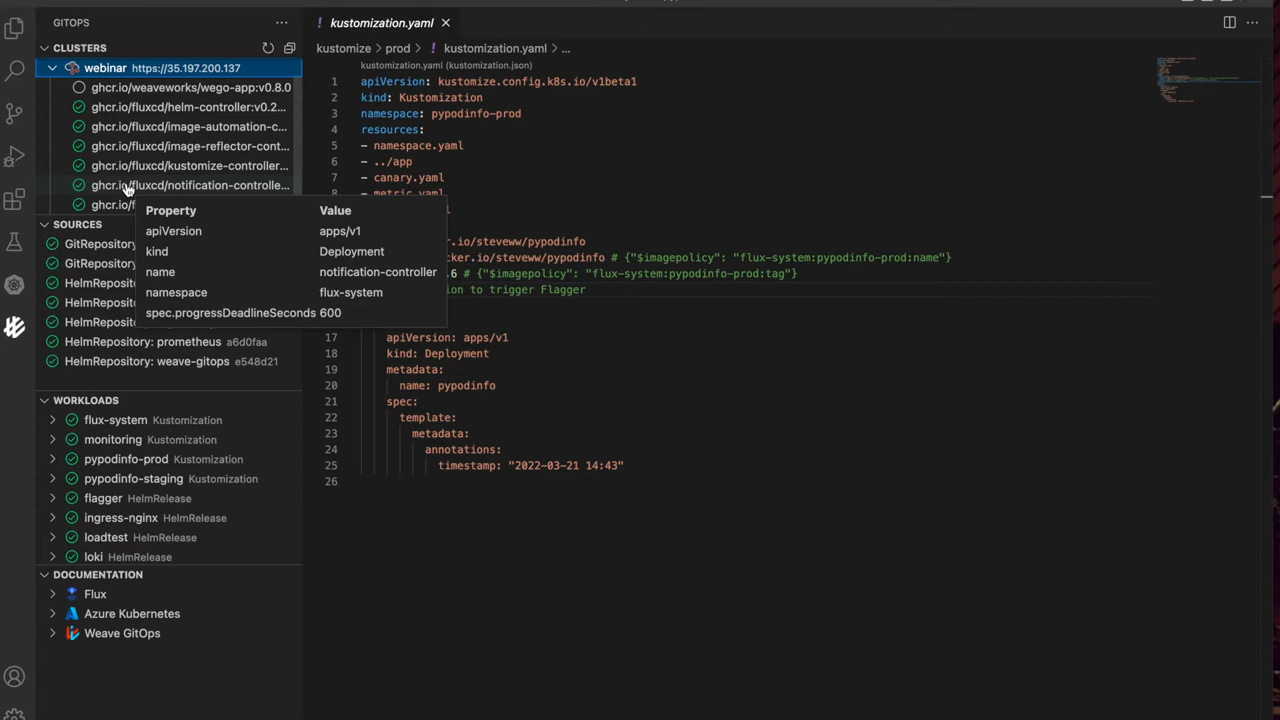 GITOPS
CLUSTERS
webinar https://35.197.200.137
ghcr.io/weaveworks/wego-app:v0.8.0
ghcr.io/fluxcd/helm-controller:v0.2...
ghcr.io/fluxcd/image-automation-c...
ghcr.io/fluxcd/image-reflector-cont...
ghcr.io/fluxcd/kustomize-controller...
ghcr.io/fluxcd/notification-controlle...
ghcr.io/f
Property Value
apiVersion apps/v1
kind Deployment
name notification-controller
namespace flux-system
spec.progressDeadlineSeconds 600
SOURCES
GitRepository
GitRepository
HelmReposit
HelmReposit
HelmReposit
HelmRepository: prometheus a6d0faa
HelmRepository: weave-gitops e548d21
WORKLOADS
flux-system Kustomization
monitoring Kustomization
pypodinfo-prod Kustomization
pypodinfo-staging Kustomization
flagger HelmRelease
ingress-nginx HelmRelease
loadtest HelmRelease
loki HelmRelease
DOCUMENTATION
Flux
Azure Kubernetes
Weave GitOps
! kustomization.yaml
kustomize > prod > ! kustomization.yaml > ...
kustomization.yaml (kustomization.json)
1 apiVersion: kustomize.config.k8s.io/v1beta1
2 kind: Kustomization
3 namespace: pypodinfo-prod
4 resources:
5 - namespace.yaml
6 - ../app
7 - canary.yaml
8 - metric.yaml
er.io/steveww/pypodinfo
cker.io/steveww/pypodinfo # {"$imagepolicy": "flux-system:pypodinfo-prod:name"}
.6 # {"$imagepolicy": "flux-system:pypodinfo-prod:tag"}
ion to trigger Flagger
17 apiVersion: apps/v1
18 kind: Deployment
19 metadata:
20 name: pypodinfo
21 spec:
22 template:
23 metadata:
24 annotations:
25 timestamp: "2022-03-21 14:43"
26